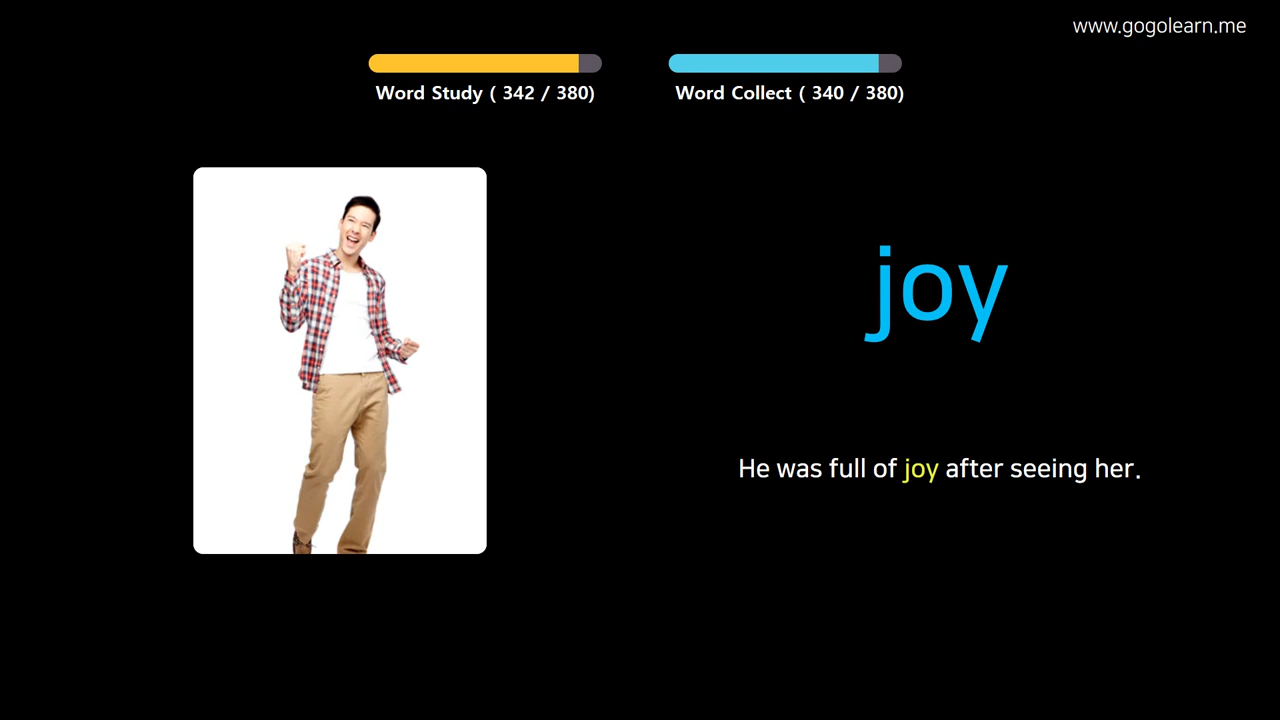 www.gogolearn.me
Word Study ( 342 / 380)
Word Collect ( 340 / 380)
joy
He was full of joy after seeing her.